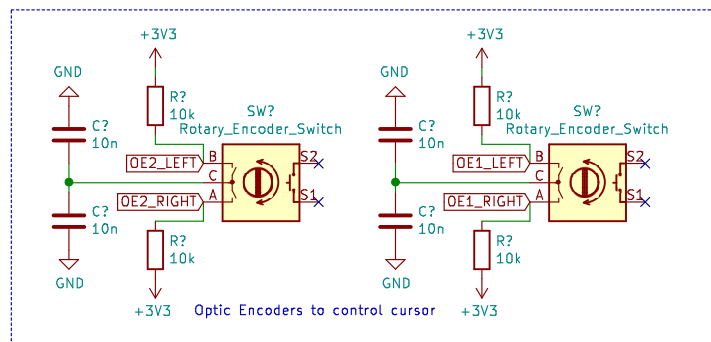 +3V3
+3V3
GND
GND
R?
10k
R?
10k
SW?
Rotary_Encoder_Switch
SW?
Rotary_Encoder_Switch
C?
10n
C?
10n
OE2_LEFT
B
S2
OE1_LEFT
B
S2
C
C
OE2_RIGHT
A
S1
OE1_RIGHT
A
S1
C?
10n
C?
10n
R?
10k
R?
10k
GND
GND
+3V3
Optic Encoders to control cursor
+3V3